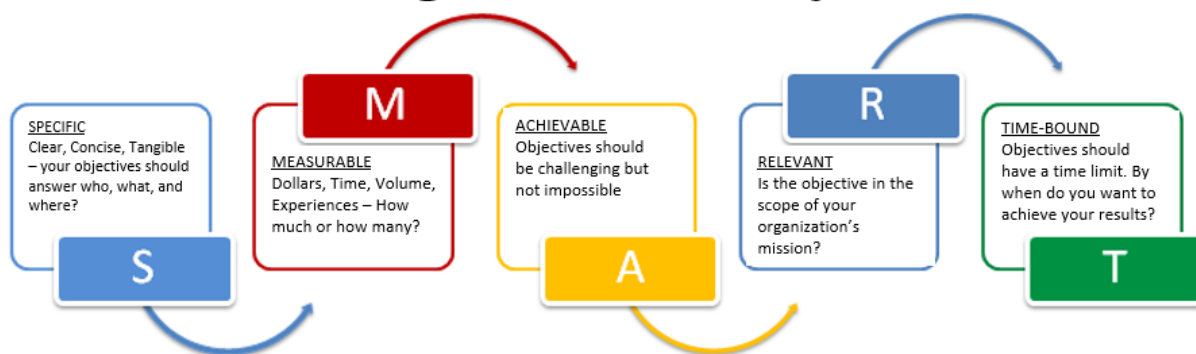 S
SPECIFIC
Clear, Concise, Tangible
– your objectives should
answer who, what, and
where?
M
MEASURABLE
Dollars, Time, Volume,
Experiences – How
much or how many?
A
ACHIEVABLE
Objectives should
be challenging but
not impossible
R
RELEVANT
Is the objective in the
scope of your
organization's
mission?
T
TIME-BOUND
Objectives should
have a time limit. By
when do you want to
achieve your results?